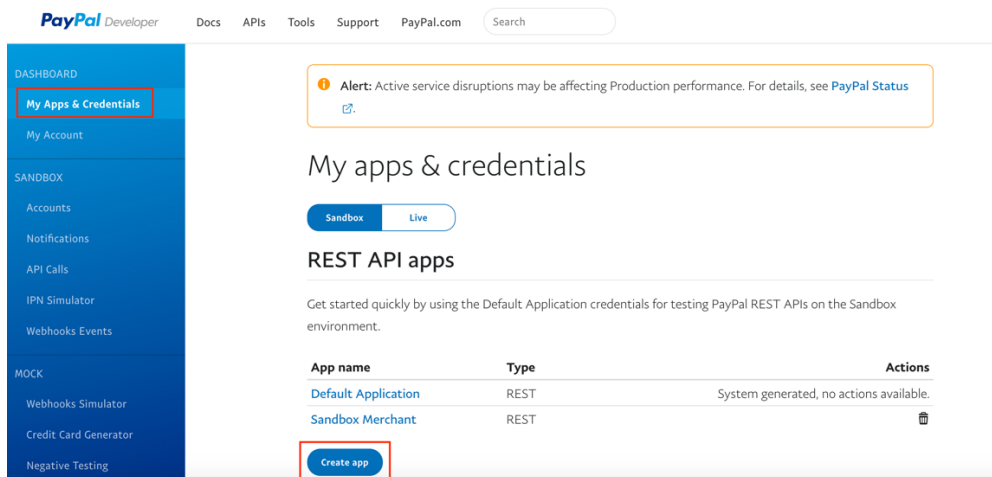 PayPal Developer
Docs APIs Tools Support PayPal.com Search
DASHBOARD
My Apps & Credentials
My Account
SANDBOX
Accounts
Notifications
API Calls
IPN Simulator
Webhooks Events
MOCK
Webhooks Simulator
Credit Card Generator
Negative Testing
Alert: Active service disruptions may be affecting Production performance. For details, see PayPal Status
.
My apps & credentials
Sandbox Live
REST API apps
Get started quickly by using the Default Application credentials for testing PayPal REST APIs on the Sandbox
environment.
App name Type Actions
Default Application REST System generated, no actions available.
Sandbox Merchant REST
Create app